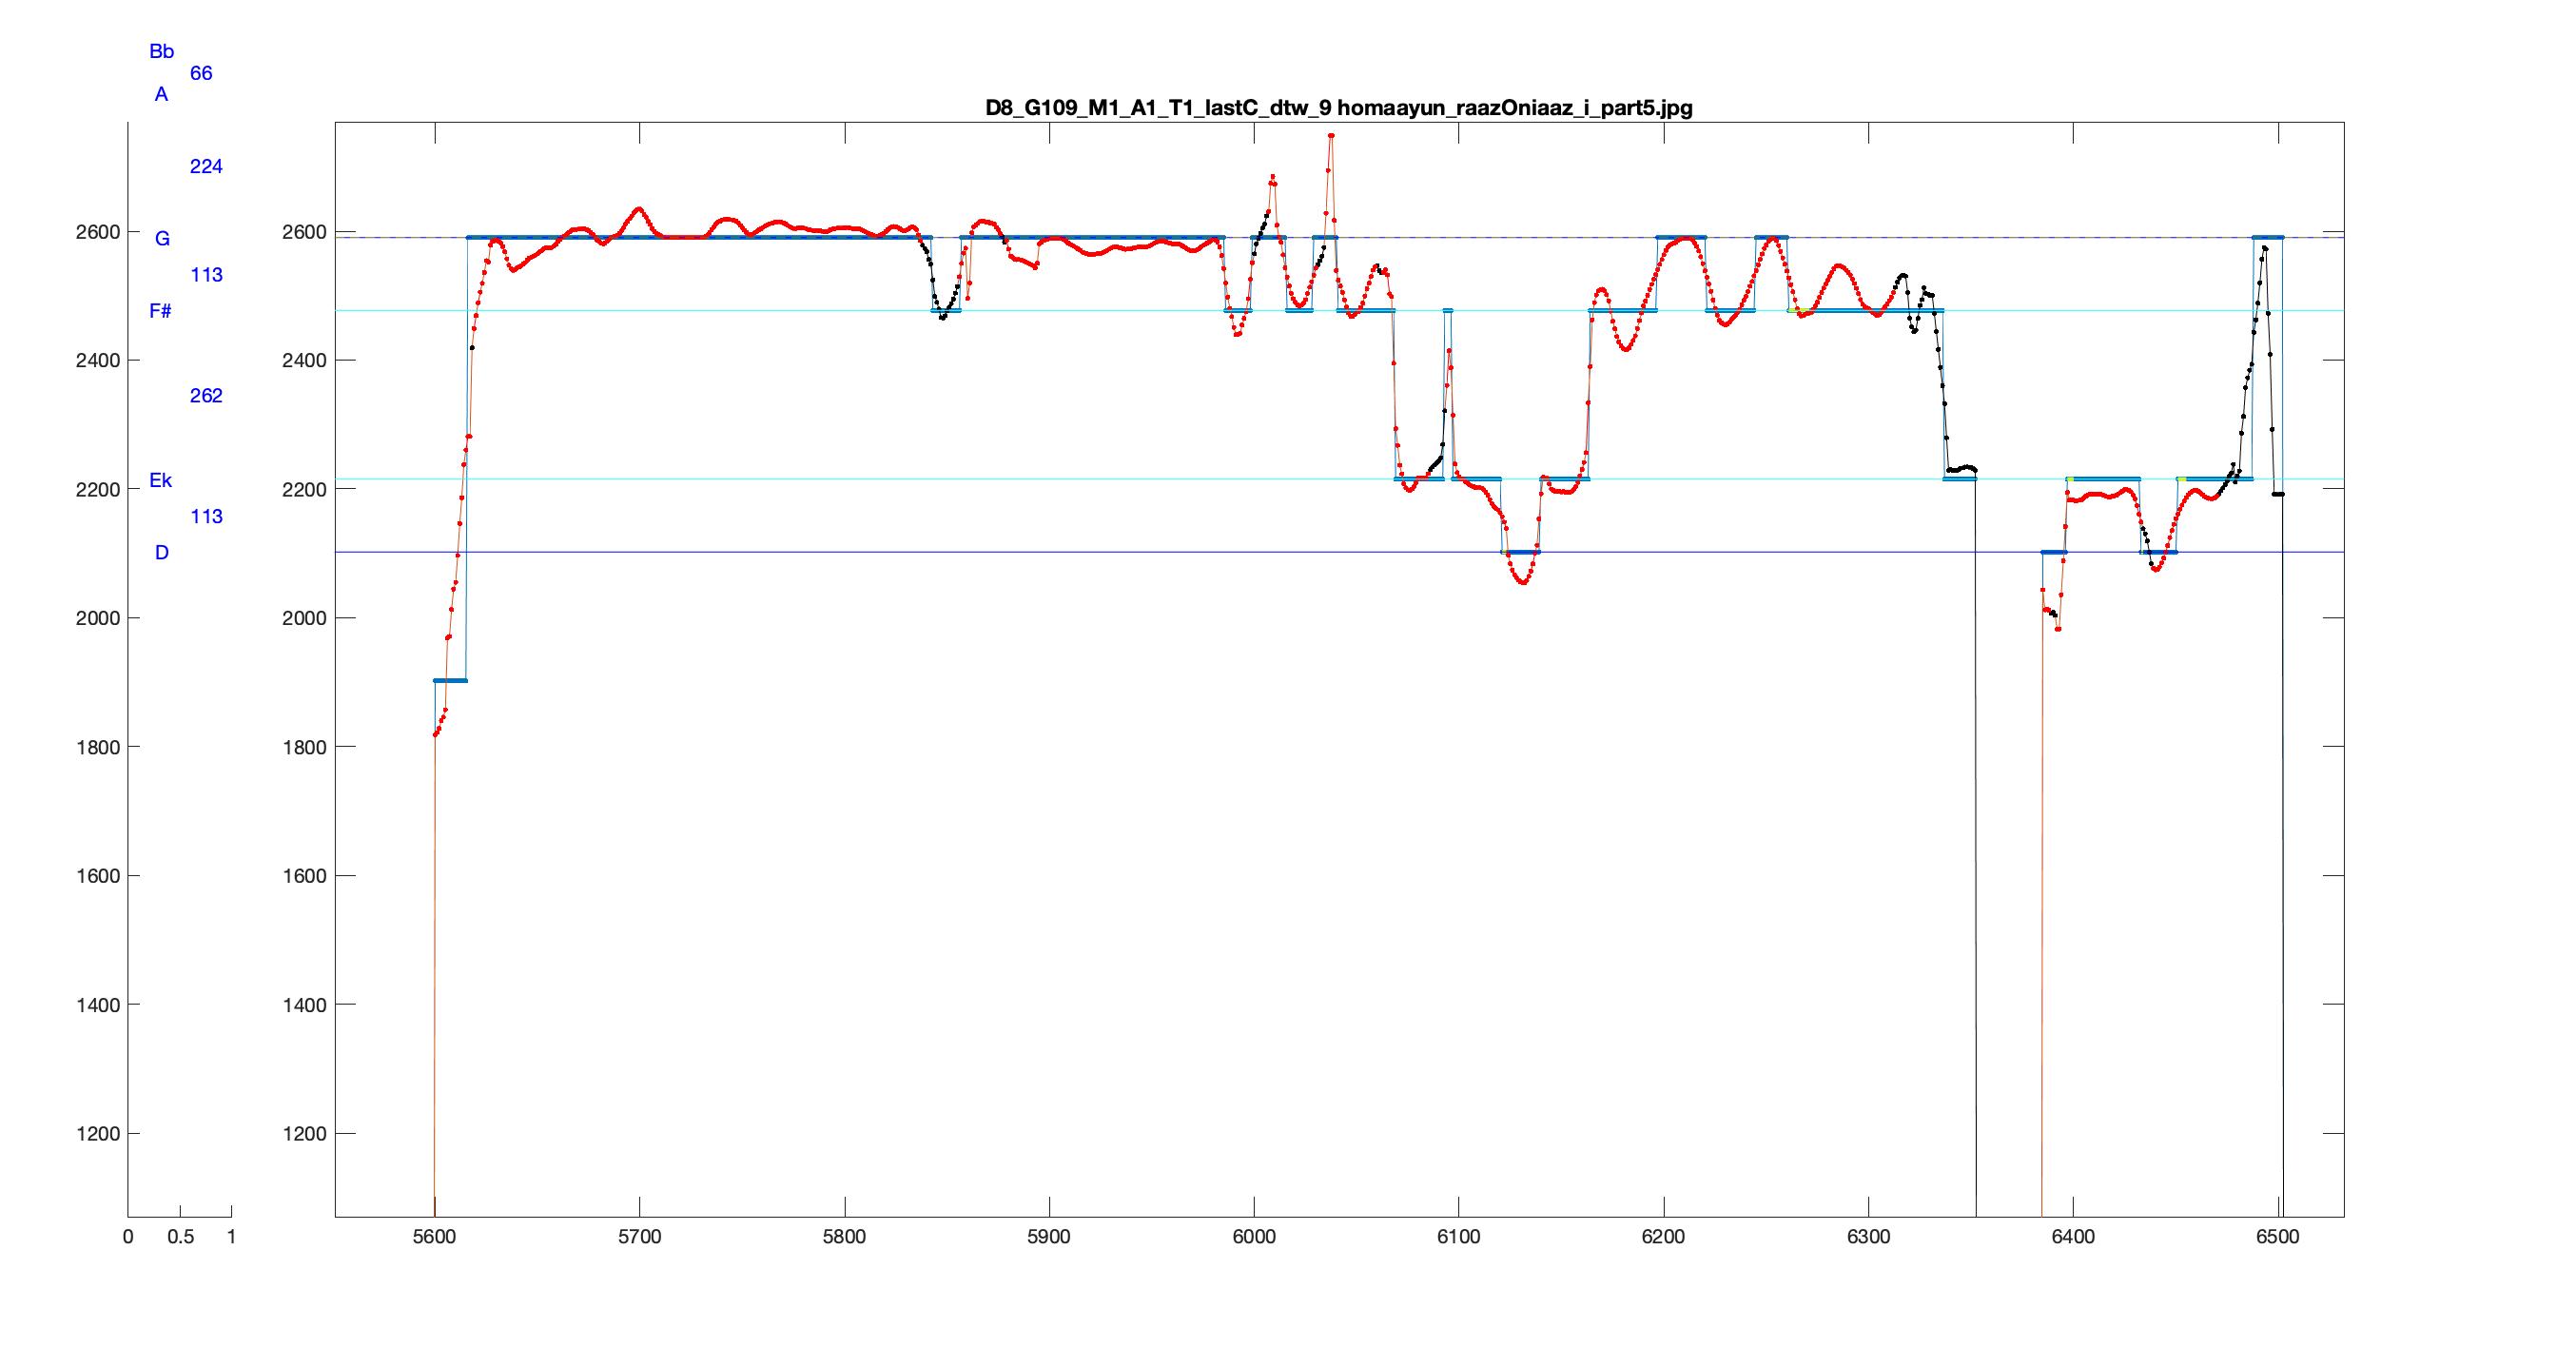 Bb
66
A
D8_G109_M1_A1_T1_lastC_dtw_9 homaayun_raazOniaaz_i_part5.jpg
224
2600 G 2600
113
F#
2400 2400
262
2200 Ek 2200
113
D
2000 2000
1800 1800
1600 1600
1400 1400
1200 1200
0 0.5 1 5600 5700 5800 5900 6000 6100 6200 6300 6400 6500